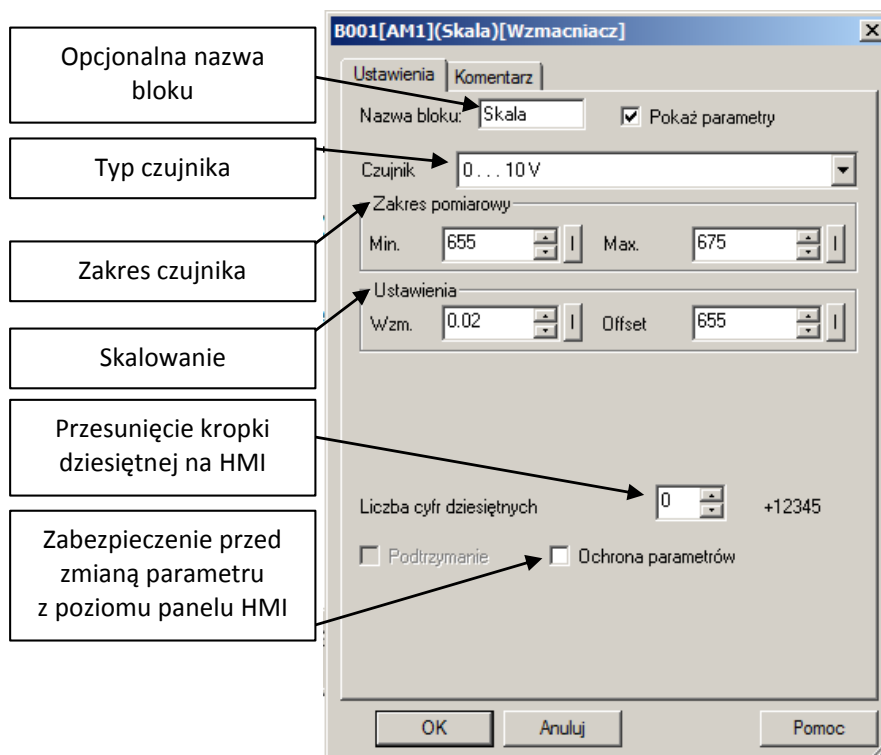 B001[AM1](Skala)[Wzmacniacz]
Opcjonalna nazwa
bloku
Ustawienia Komentarz
Nazwa bloku: Skala Pokaż parametry
Typ czujnika
Czujnik 0 . . . 10 V
Zakres pomiarowy
Min. 655 Max. 675
Zakres czujnika
Ustawienia
Wzm. 0.02 Offset 655
Skalowanie
Przesunięcie kropki
dziesiętnej na HMI
Liczba cyfr dziesiętnych 0 +12345
Zabezpieczenie przed
zmianą parametru
z poziomu panelu HMI
Podtrzymanie Ochrona parametrów
OK Anuluj Pomoc